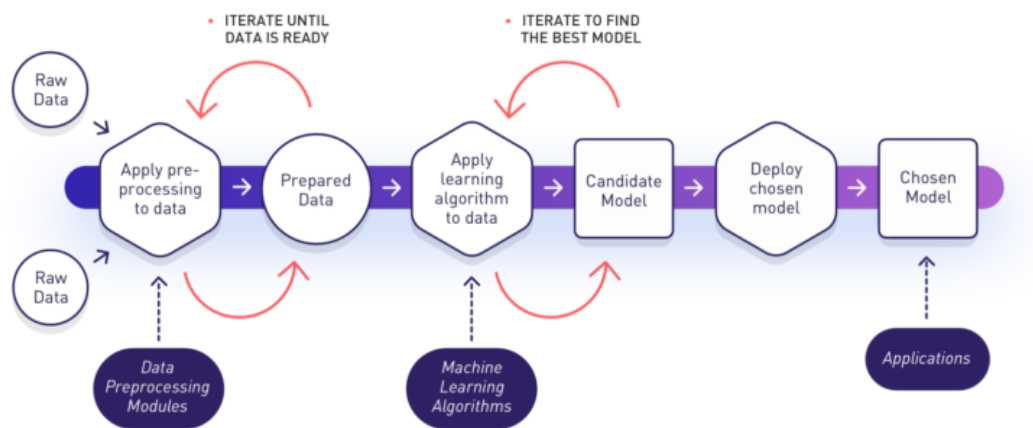 ITERATE UNTIL
DATA IS READY
ITERATE TO FIND
THE BEST MODEL
Raw
Data
Raw
Data
Apply pre-
processing
to data
Prepared
Data
Apply
learning
algorithm
to data
Candidate
Model
Deploy
chosen
model
Chosen
Model
Data
Preprocessing
Modules
Machine
Learning
Algorithms
Applications